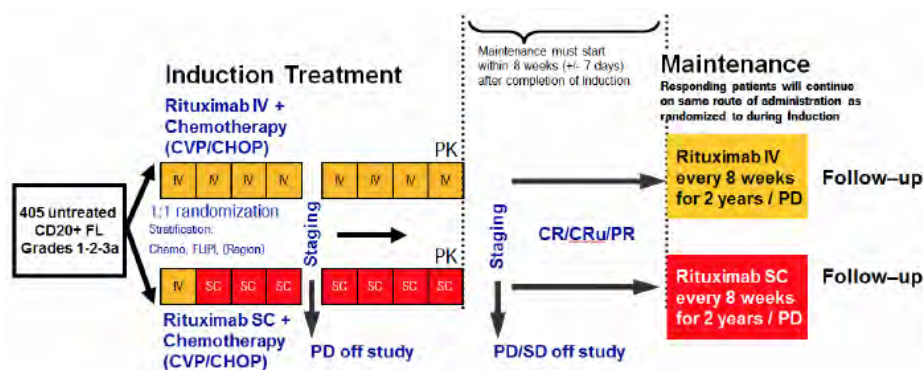 Maintenance must start
within 8 weeks (+/- 7 days)
after completion of Induction
Induction Treatment
Maintenance
Responding patients will continue
on same route of administration as
randomized to during Induction
Rituximab IV +
Chemotherapy
(CVP/CHOP)
PK
IV IV IV IV IV IV IV IV
Rituximab IV
every 8 weeks
for 2 years / PD
Follow–up
405 untreated
CD20+ FL
Grades 1-2-3a
1:1 randomization
Stratification:
Chemo, FLIPI, (Region)
Staging
Staging
CR/CRu/PR
PK
IV SC SC SC SC SC SC SC
Rituximab SC
every 8 weeks
for 2 years / PD
Follow–up
Rituximab SC +
Chemotherapy
(CVP/CHOP)
PD off study
PD/SD off study